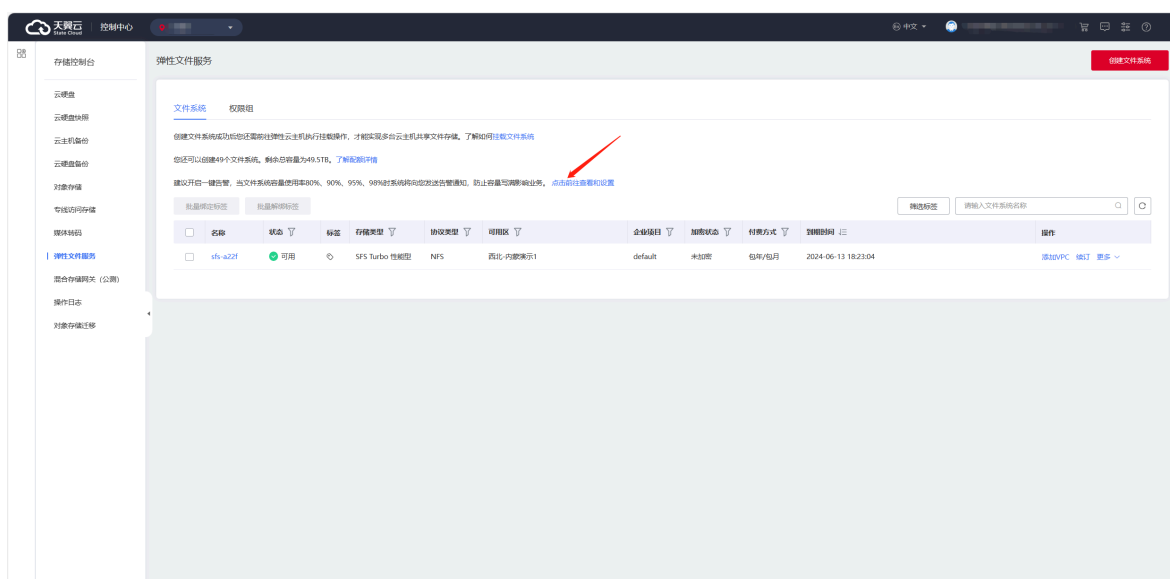 天翼云 控制中心 中文
State Cloud
存储控制台 弹性文件服务 创建文件系统
云硬盘
云硬盘快照
云主机备份
云硬盘备份
对象存储
专线访问存储
媒体转码
弹性文件服务
混合存储网关（公测）
操作日志
对象存储迁移
文件系统 权限组
创建文件系统成功后您还需前往弹性云主机执行挂载操作，才能实现多台云主机共享文件存储。了解如何挂载文件系统
您还可以创建49个文件系统。剩余总容量为49.5TB。了解配额详情
建议开启一键告警，当文件系统容量使用率80%、90%、95%、98%时系统将向您发送告警通知，防止容量写满影响业务。 点击前往查看和设置
批量绑定标签 批量解绑标签 筛选标签 请输入文件系统名称
名称 状态 标签 存储类型 协议类型 可用区 企业项目 加密状态 付费方式 到期时间 操作
sfs-a22f 可用 SFS Turbo 性能型 NFS 西北-内蒙演示1 default 未加密 包年/包月 2024-06-13 18:23:04 添加VPC 续订 更多